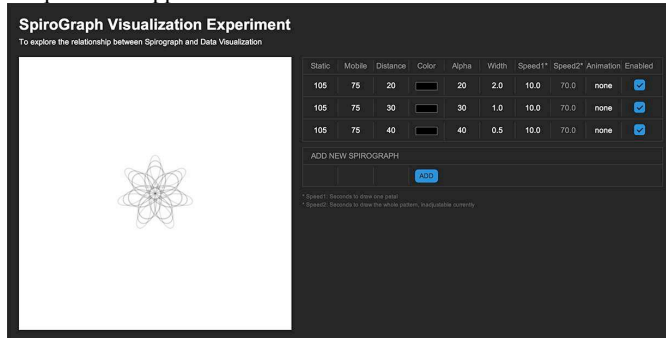 SpiroGraph Visualization Experiment
To explore the relationship between Spirograph and Data Visualization
Static Mobile Distance Color Alpha Width Speed1* Speed2* Animation Enabled
105 75 20 20 2.0 10.0 70.0 none
105 75 30 30 1.0 10.0 70.0 none
105 75 40 40 0.5 10.0 70.0 none
ADD NEW SPIROGRAPH
ADD
* Speed1: Seconds to draw one petal
* Speed2: Seconds to draw the whole pattern, inadjustable currently